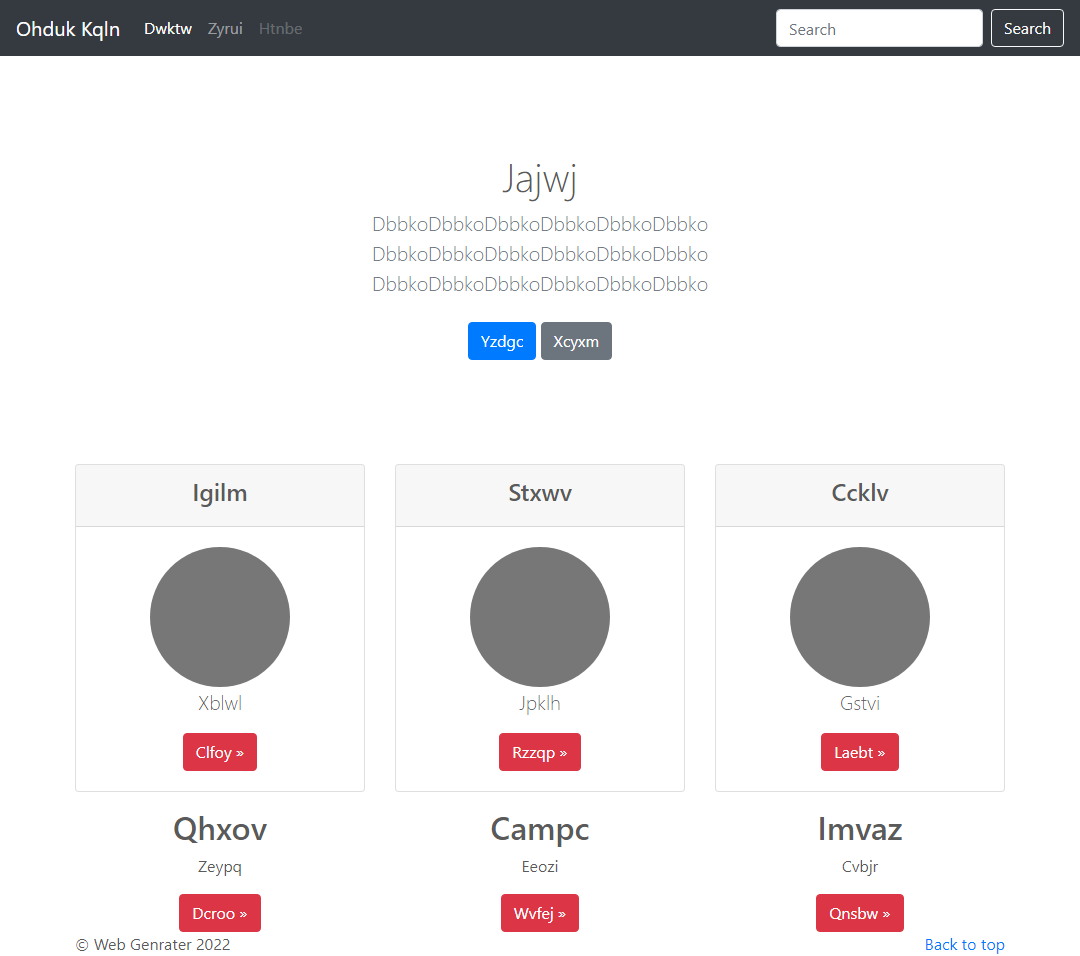 Ohduk Kqln Dwktw Zyrui Htnbe Search Search
Jajwj
DbbkoDbbkoDbbkoDbbkoDbbkoDbbko
DbbkoDbbkoDbbkoDbbkoDbbkoDbbko
DbbkoDbbkoDbbkoDbbkoDbbkoDbbko
Yzdgc Xcyxm
Igilm Stxwv Ccklv
Xblwl Jpklh Gstvi
Clfoy » Rzzqp » Laebt »
Qhxov Campc Imvaz
Zeypq Eeozi Cvbjr
Dcroo » Wvfej » Qnsbw »
© Web Genrater 2022 Back to top